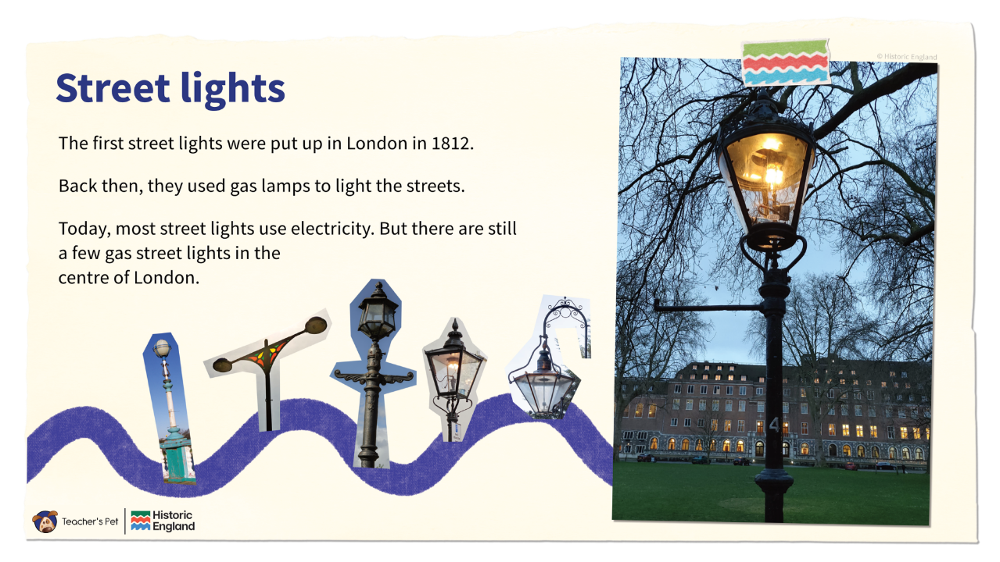 © Historic England
Street lights
The first street lights were put up in London in 1812.
Back then, they used gas lamps to light the streets.
Today, most street lights use electricity. But there are still
a few gas street lights in the
centre of London.
4
Teacher's Pet
Historic
England